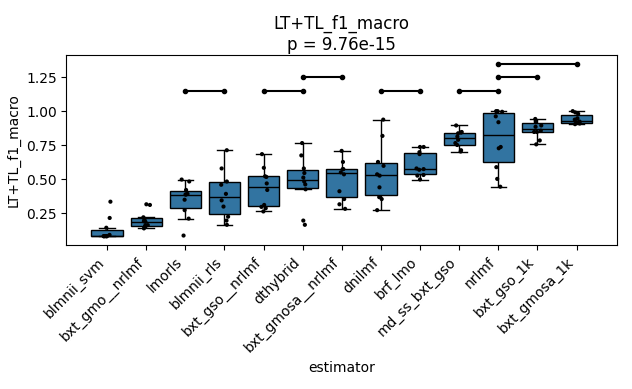 LT+TL_f1_macro
p = 9.76e-15
LT+TL_f1_macro
1.25
1.00
0.75
0.50
0.25
blmnii_svm
bxt_gmo__nrlmf
lmorls
blmnii_rls
bxt_gso__nrlmf
dthybrid
bxt_gmosa__nrlmf
dnilmf
brf_lmo
md_ss_bxt_gso
nrlmf
bxt_gso_1k
bxt_gmosa_1k
estimator